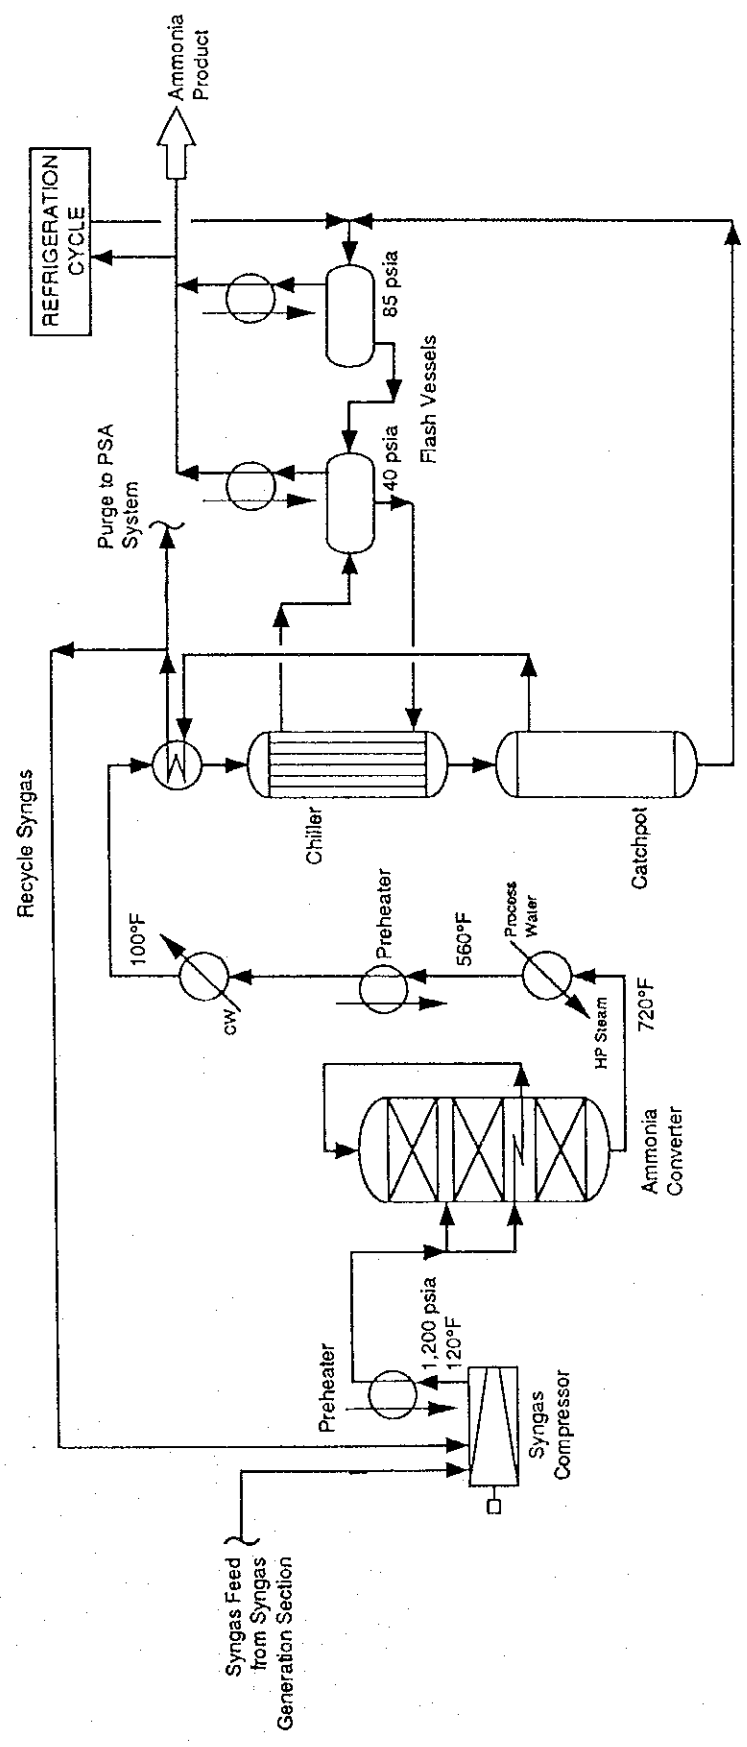 Syngas Feed
from Syngas
Generation Section
Recycle Syngas
Preheater
1,200 psia
120°F
Syngas
Compressor
Ammonia
Converter
720°F
HP Steam
Process
Water
560°F
Preheater
CW
100°F
Chiller
Catchpot
Purge to PSA
System
40 psia
Flash Vessels
85 psia
REFRIGERATION
CYCLE
Ammonia
Product